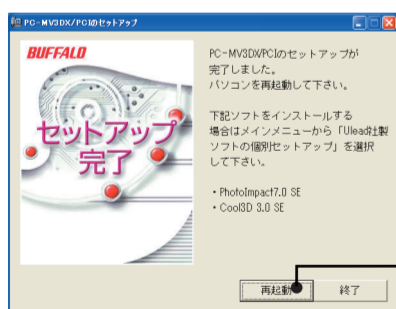 PC-MV3DX/PCIのセットアップ
BUFFALO
セットアップ
完了
PC-MV3DX/PCIのセットアップが
完了しました。
パソコンを再起動して下さい。
下記ソフトをインストールする
場合はメインメニューから「Ulead社製
ソフトの個別セットアップ」を選択
して下さい。
・PhotoImpact7.0 SE
・Cool3D 3.0 SE
再起動
終了